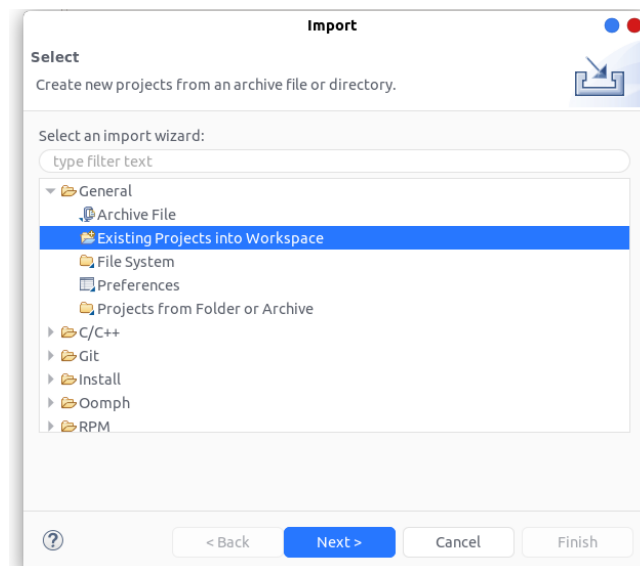 Import
Select
Create new projects from an archive file or directory.
Select an import wizard:
type filter text
General
Archive File
Existing Projects into Workspace
File System
Preferences
Projects from Folder or Archive
C/C++
Git
Install
Oomph
RPM
? < Back Next > Cancel Finish